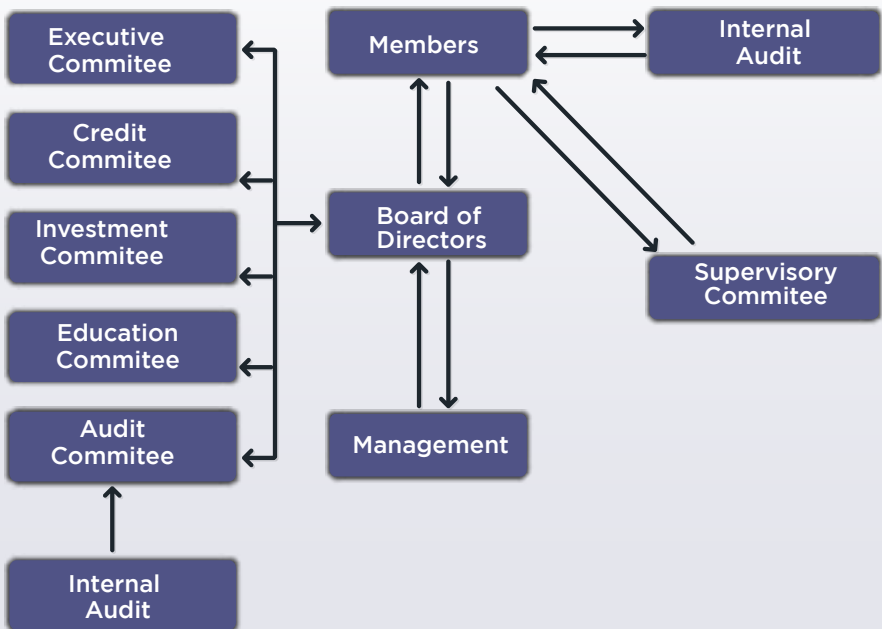 Executive
Commitee
Members
Internal
Audit
Credit
Commitee
Investment
Commitee
Board of
Directors
Supervisory
Commitee
Education
Commitee
Audit
Commitee
Management
Internal
Audit